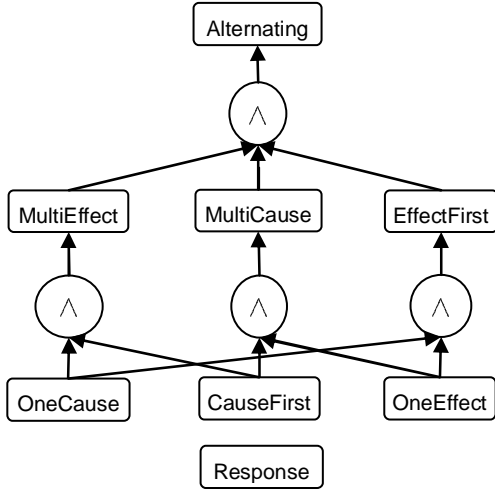 Alternating
∧
MultiEffect MultiCause EffectFirst
∧ ∧ ∧
OneCause CauseFirst OneEffect
Response